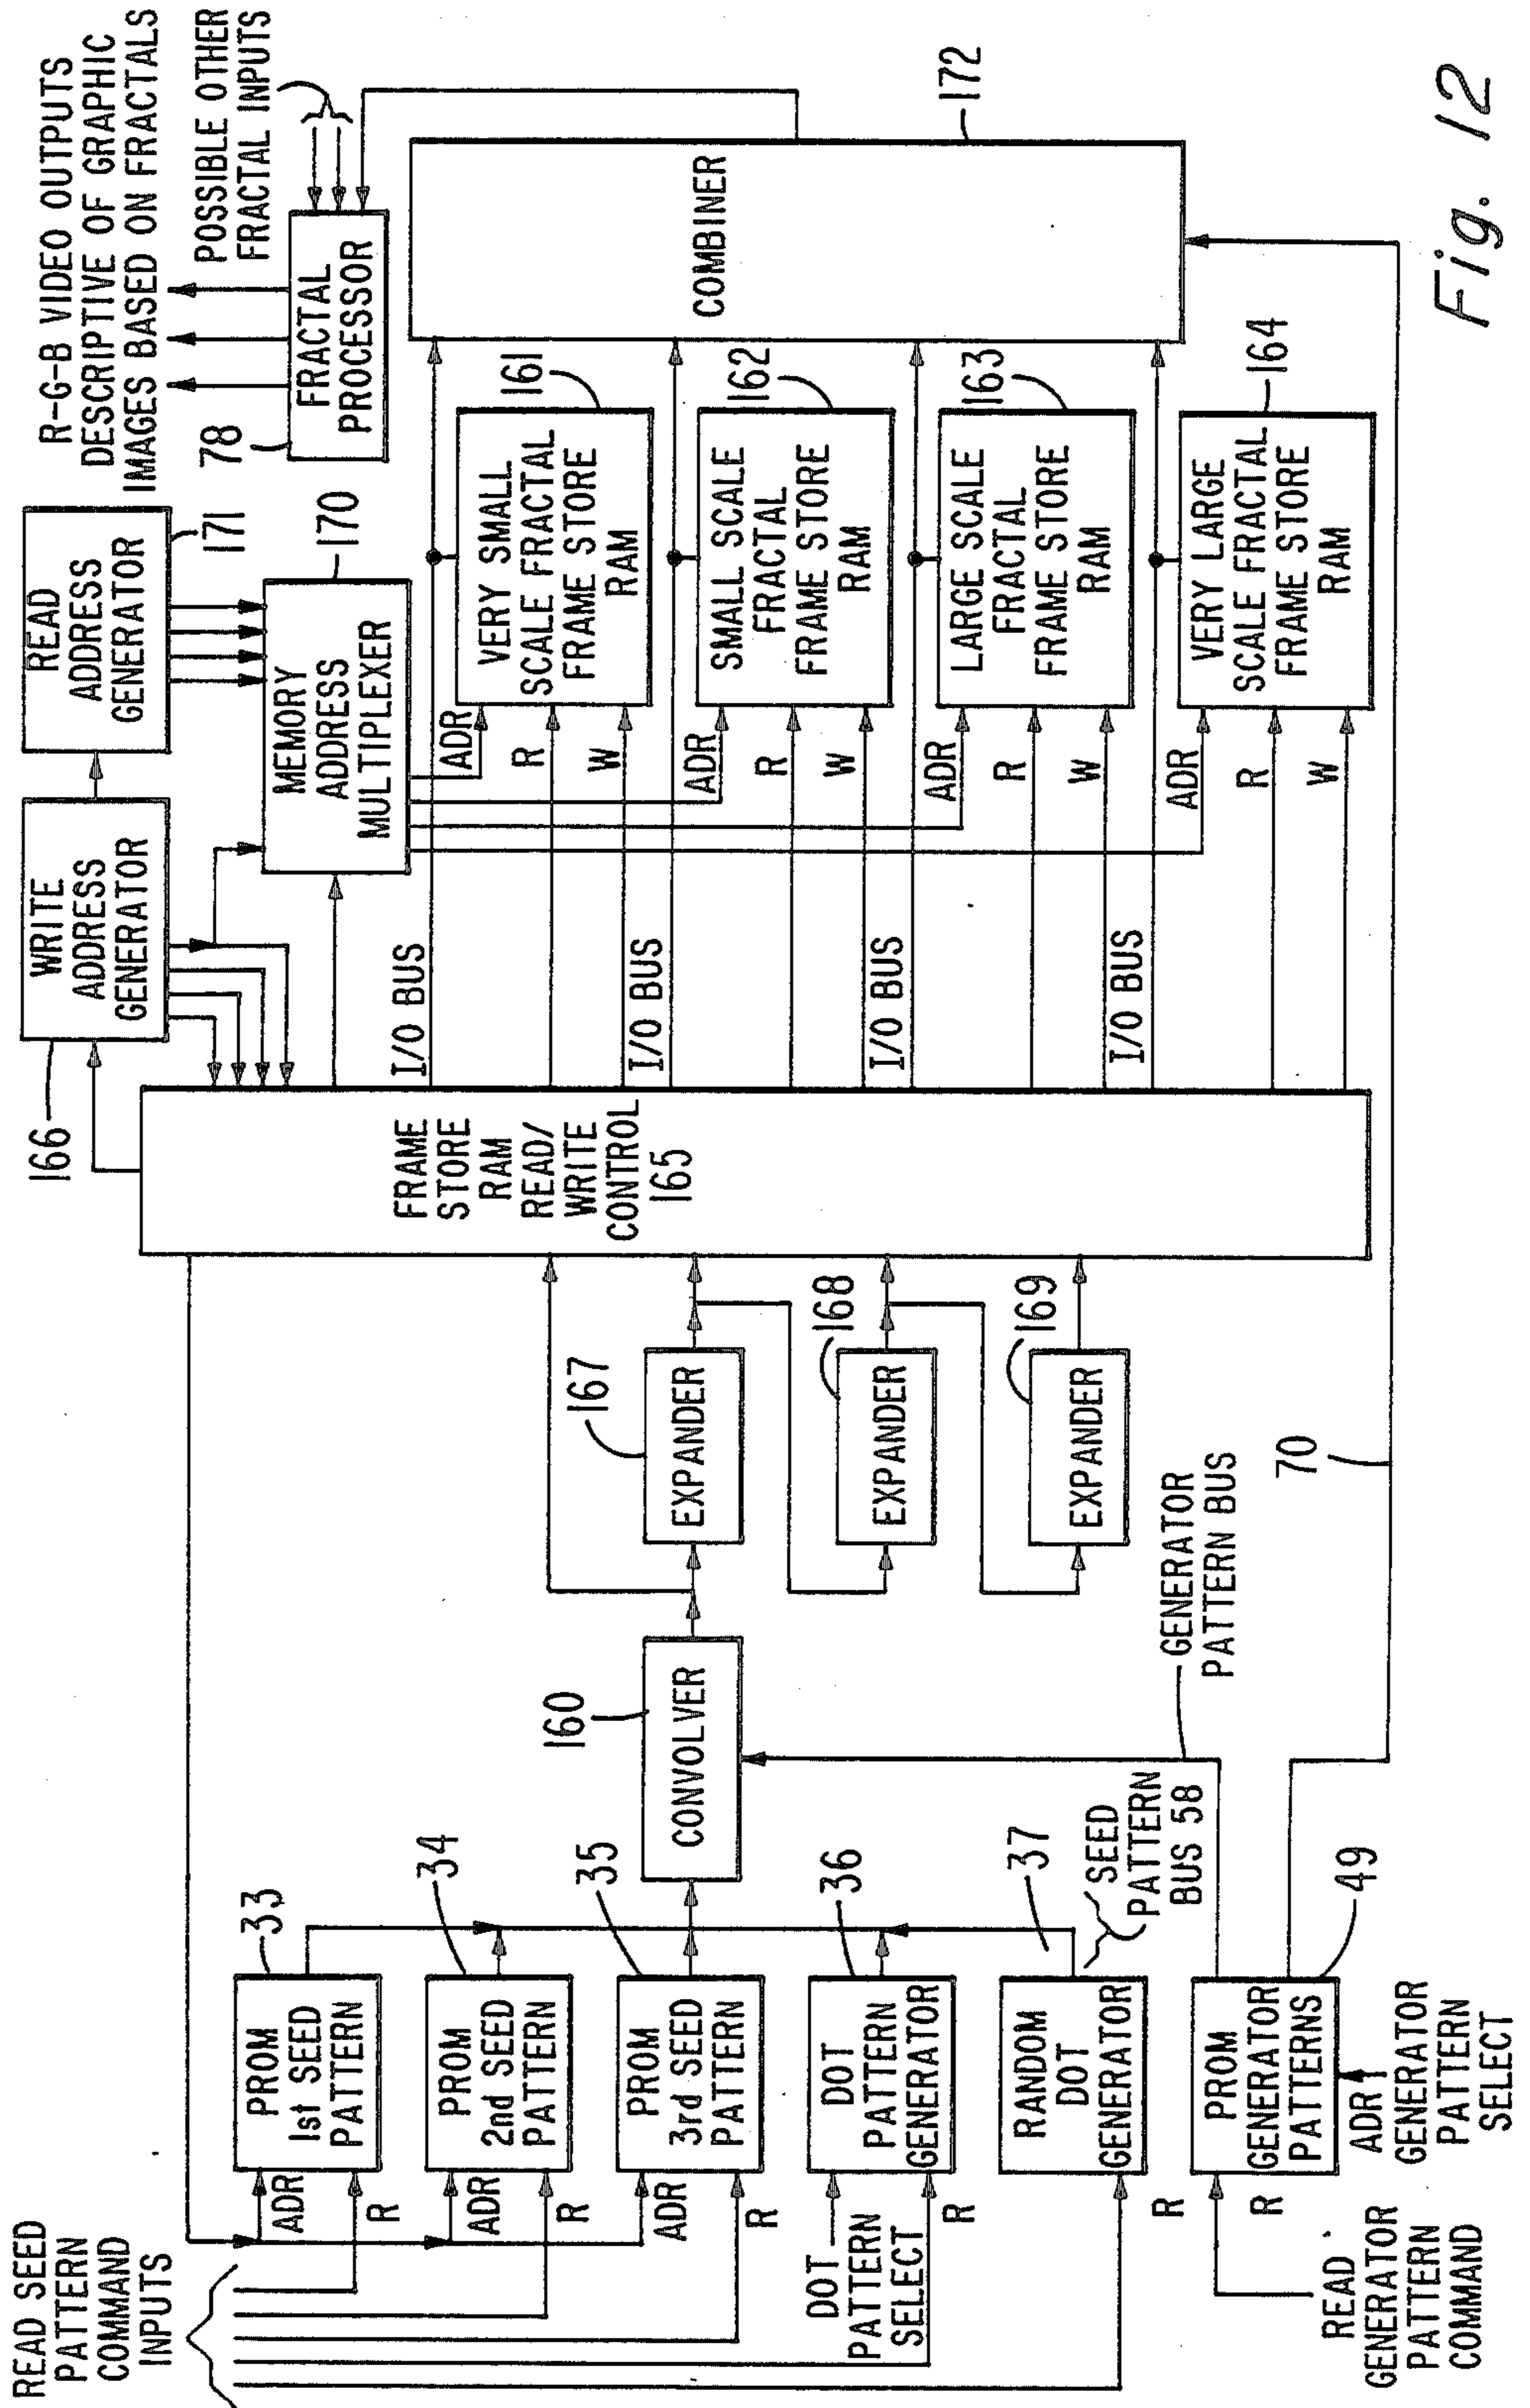 READ SEED
PATTERN
COMMAND
INPUTS
ADR
R
ADR
R
ADR
R
DOT
PATTERN
SELECT
R
R
READ
GENERATOR
PATTERN
COMMAND
R
ADR
GENERATOR
PATTERN
SELECT
PROM
1st SEED
PATTERN
33
PROM
2nd SEED
PATTERN
34
PROM
3rd SEED
PATTERN
35
DOT
PATTERN
GENERATOR
36
RANDOM
DOT
GENERATOR
37
PROM
GENERATOR
PATTERNS
49
SEED
PATTERN
BUS 58
CONVOLVER
160
GENERATOR
PATTERN BUS
70
EXPANDER
167
EXPANDER
168
EXPANDER
169
FRAME
STORE
RAM
READ/
WRITE
CONTROL
165
166
WRITE
ADDRESS
GENERATOR
READ
ADDRESS
GENERATOR
171
MEMORY
ADDRESS
MULTIPLEXER
170
I/O BUS
ADR
R
W
VERY SMALL
SCALE FRACTAL
FRAME STORE
RAM
161
I/O BUS
ADR
R
W
SMALL SCALE
FRACTAL
FRAME STORE
RAM
162
I/O BUS
ADR
R
W
LARGE SCALE
FRACTAL
FRAME STORE
RAM
163
I/O BUS
ADR
R
W
VERY LARGE
SCALE FRACTAL
FRAME STORE
RAM
164
COMBINER
172
78
FRACTAL
PROCESSOR
R-G-B VIDEO OUTPUTS
DESCRIPTIVE OF GRAPHIC
IMAGES BASED ON FRACTALS
POSSIBLE OTHER
FRACTAL INPUTS
Fig. 12